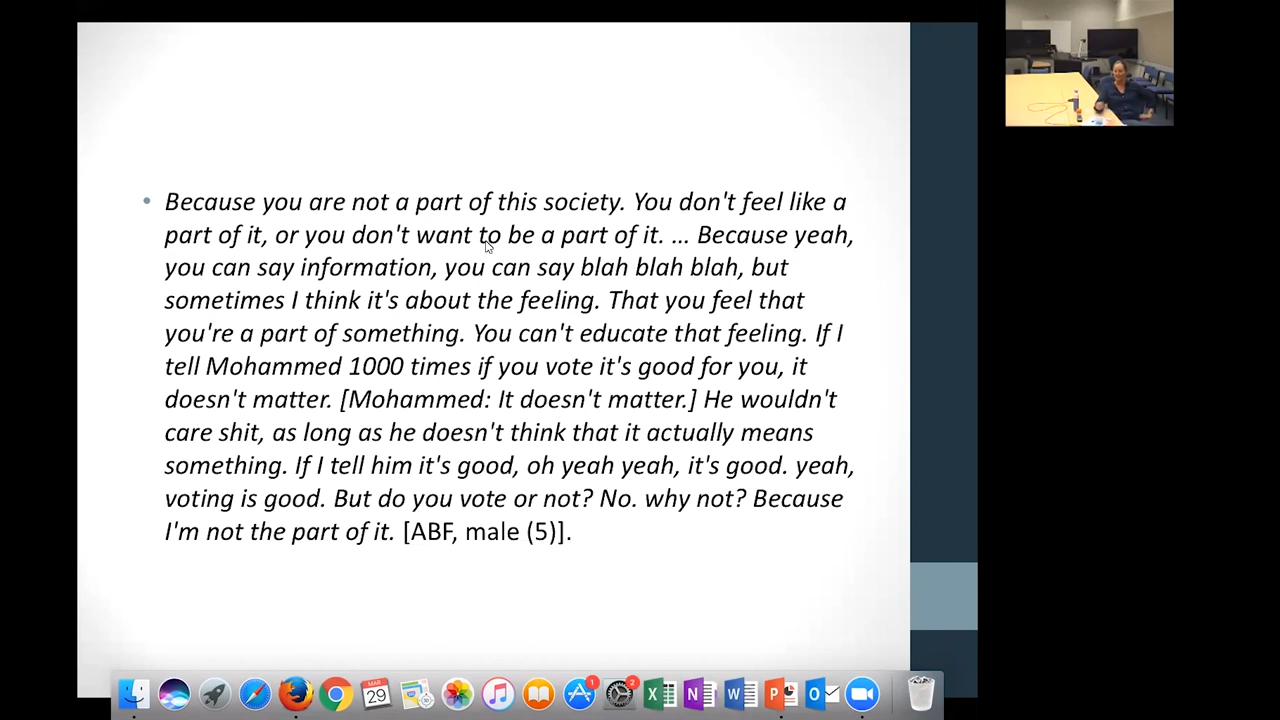 • Because you are not a part of this society. You don't feel like a
part of it, or you don't want to be a part of it. ... Because yeah,
you can say information, you can say blah blah blah, but
sometimes I think it's about the feeling. That you feel that
you're a part of something. You can't educate that feeling. If I
tell Mohammed 1000 times if you vote it's good for you, it
doesn't matter. [Mohammed: It doesn't matter.] He wouldn't
care shit, as long as he doesn't think that it actually means
something. If I tell him it's good, oh yeah yeah, it's good. yeah,
voting is good. But do you vote or not? No. why not? Because
I'm not the part of it. [ABF, male (5)].
MAR
29
1
2
X
N
W
P
O